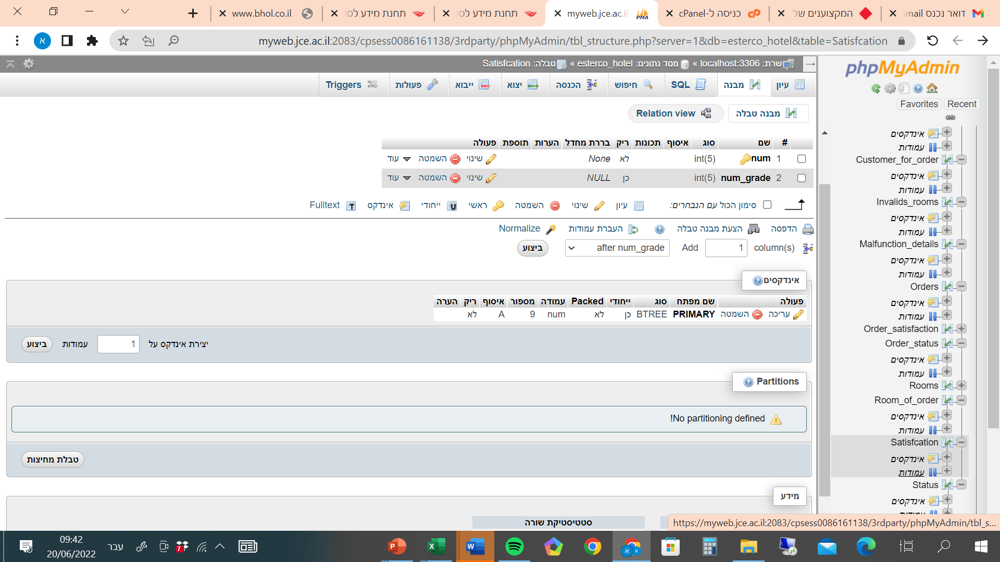 www.bhol.co.il
תחנת מידע לסט
תחנת מידע לסט
myweb.jce.ac.il
כניסה ל-cPanel
המקצוענים של
דואר נכנס Gmail
myweb.jce.ac.il:2083/cpsess0086161138/3rdparty/phpMyAdmin/tbl_structure.php?server=1&db=esterco_hotel&table=Satisfcation
שרת: localhost:3306 » מסד נתונים: esterco_hotel » טבלה: Satisfcation
עיון
מבנה
SQL
חיפוש
הכנסה
יצוא
ייבוא
פעולות
Triggers
מבנה טבלה
Relation view
# שם סוג איסוף תכונות ריק בררת מחדל הערות תוספת פעולה
1 num int(5) לא None שינוי השמטה עוד
2 num_grade int(5) כן NULL שינוי השמטה עוד
סימון הכול עם הנבחרים: עיון שינוי השמטה ראשי ייחודי אינדקס Fulltext
הדפסה הצעת מבנה טבלה העברת עמודות Normalize
column(s) 1 Add after num_grade ביצוע
אינדקסים
פעולה שם מפתח סוג ייחודי Packed עמודה מספור איסוף ריק הערה
עריכה השמטה PRIMARY BTREE כן לא num 9 A לא
יצירת אינדקס על 1 עמודות ביצוע
Partitions
No partitioning defined!
טבלת מחיצות
מידע
סטטיסטיקת שורה
phpMyAdmin
Recent Favorites
אינדקסים
עמודות
Customer_for_order
אינדקסים
עמודות
Invalids_rooms
אינדקסים
עמודות
Malfunction_details
אינדקסים
עמודות
Orders
אינדקסים
עמודות
Order_satisfaction
Order_status
אינדקסים
עמודות
Rooms
Room_of_order
אינדקסים
עמודות
Satisfcation
אינדקסים
עמודות
Status
אינדקסים
עמודות
https://myweb.jce.ac.il:2083/cpsess0086161138/3rdparty/phpMyAdmin/tbl_s...
עבר
09:42
20/06/2022